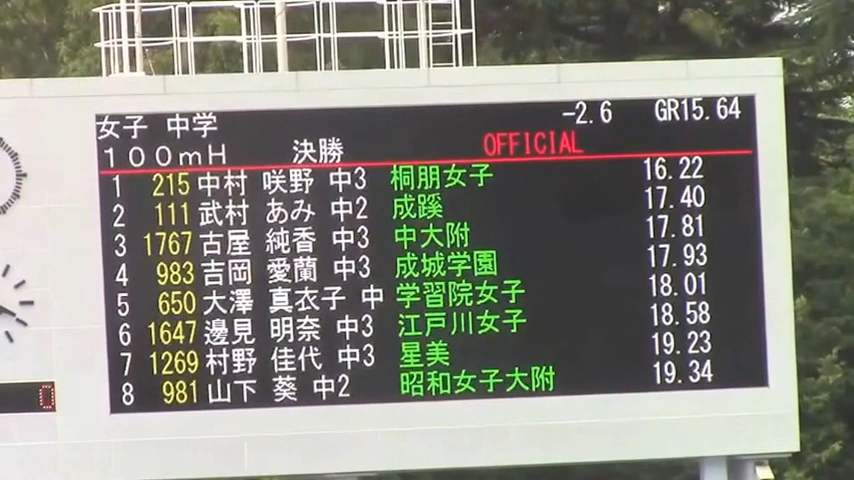 女子 中学 -2.6 GR15.64
100mH 決勝 OFFICIAL
1 215 中村 咲野 中3 桐朋女子 16.22
2 111 武村 あみ 中2 成蹊 17.40
3 1767 古屋 純香 中3 中大附 17.81
4 983 吉岡 愛蘭 中3 成城学園 17.93
5 650 大澤 真衣子 中 学習院女子 18.01
6 1647 邊見 明奈 中3 江戸川女子 18.58
7 1269 村野 佳代 中3 星美 19.23
8 981 山下 葵 中2 昭和女子大附 19.34
0